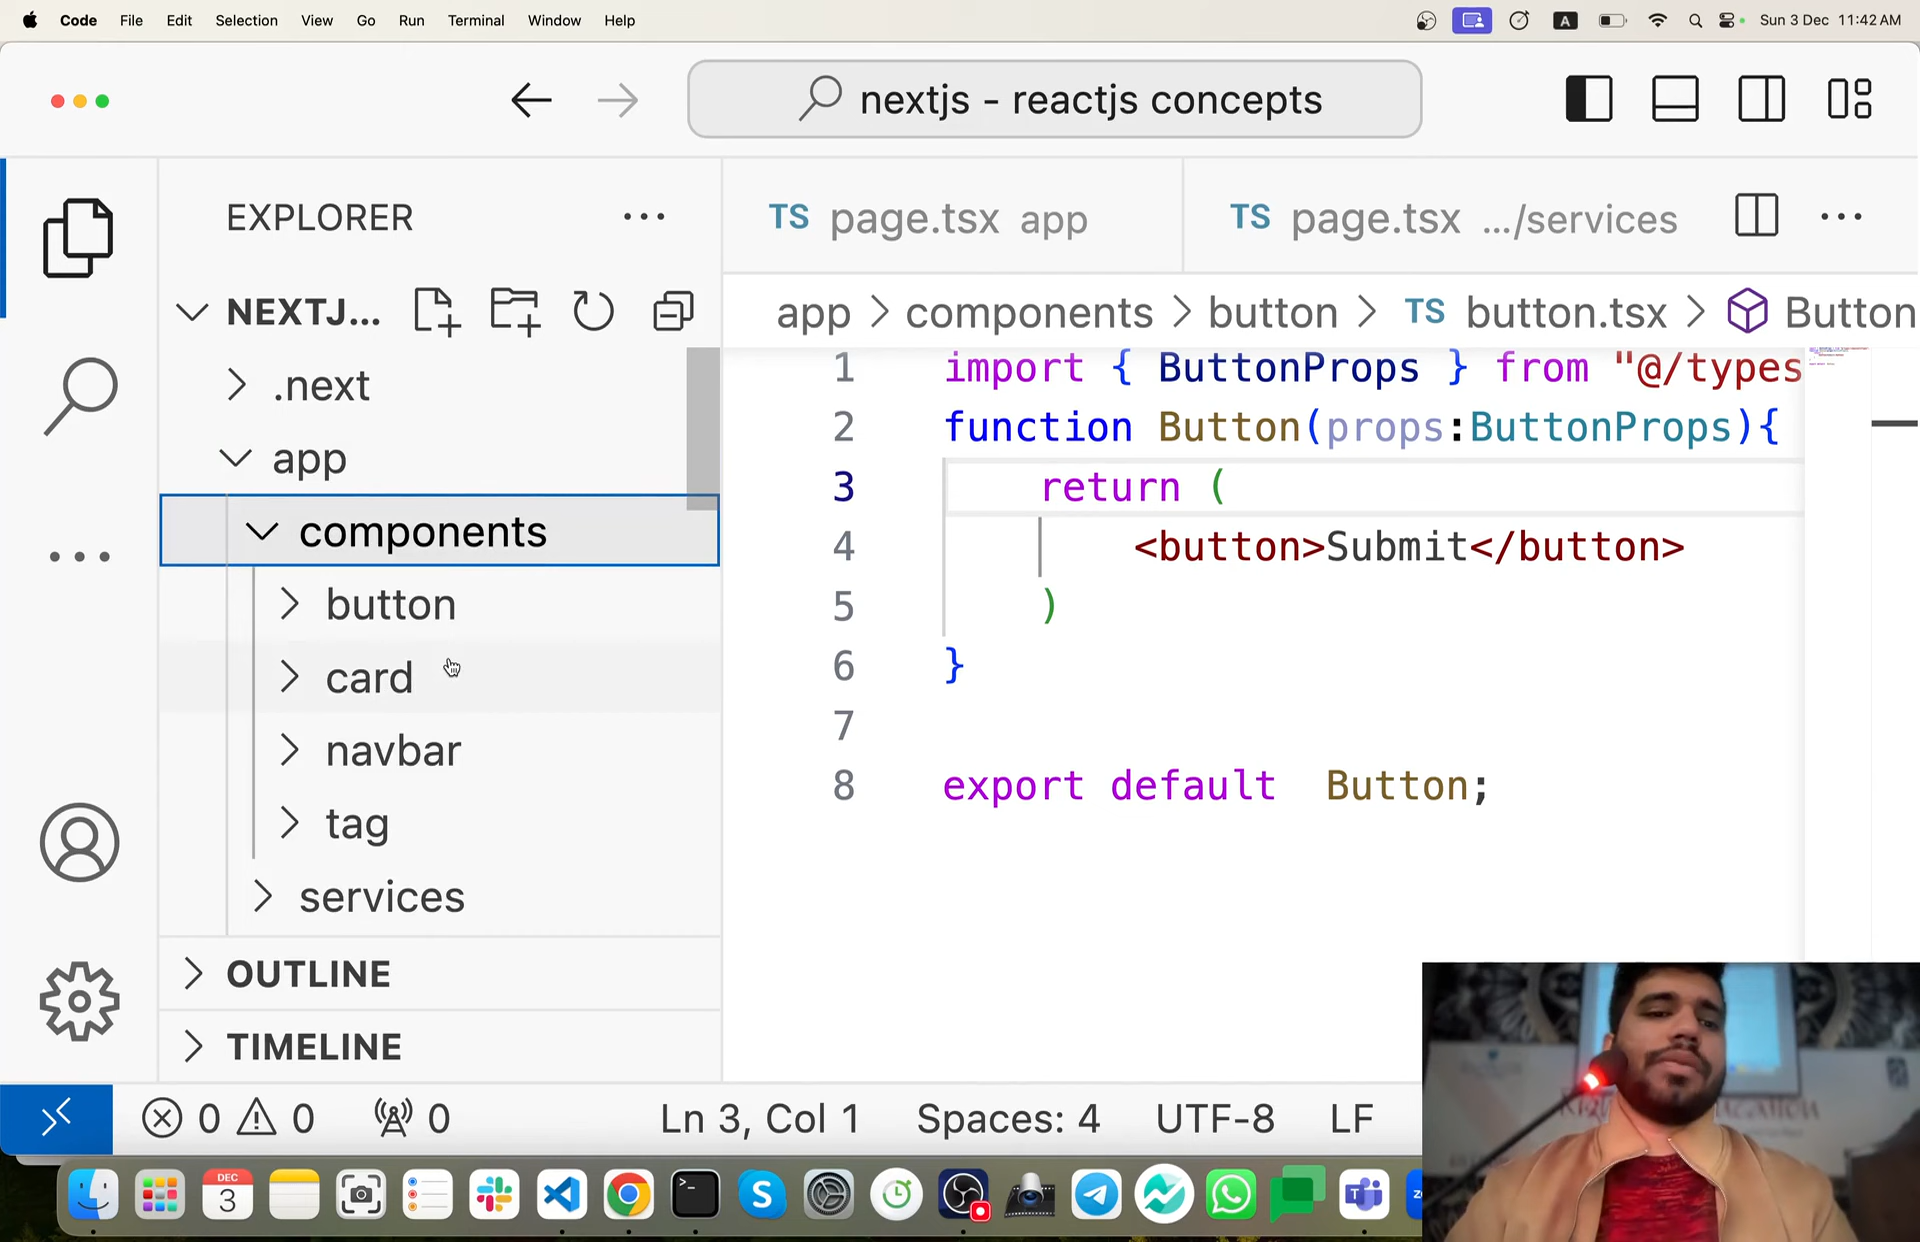 Code File Edit Selection View Go Run Terminal Window Help
A
Sun 3 Dec 11:42 AM
nextjs - reactjs concepts
EXPLORER
TS page.tsx app
TS page.tsx .../services
NEXTJ...
app > components > button > TS button.tsx > Button
.next
app
components
button
card
navbar
tag
services
OUTLINE
TIMELINE
1 import { ButtonProps } from "@/types
2 function Button(props:ButtonProps){
3 return (
4 <button>Submit</button>
5 )
6 }
7
8 export default Button;
0 0 0
Ln 3, Col 1 Spaces: 4 UTF-8 LF
DEC
3